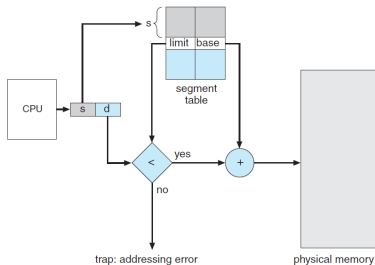 s
limit base
segment
table
CPU
s d
<
yes
+
no
trap: addressing error
physical memory